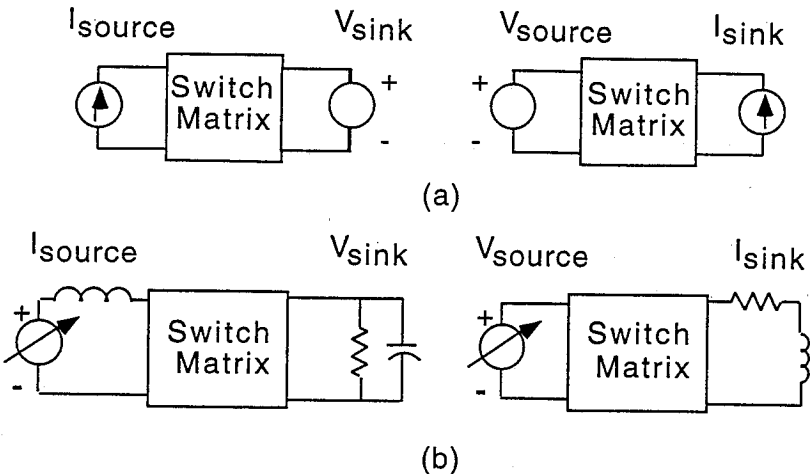 Isource Vsink Vsource Isink
+ +
Switch Matrix Switch Matrix
- -
(a)
Isource Vsink Vsource Isink
+ +
Switch Matrix Switch Matrix
- -
(b)